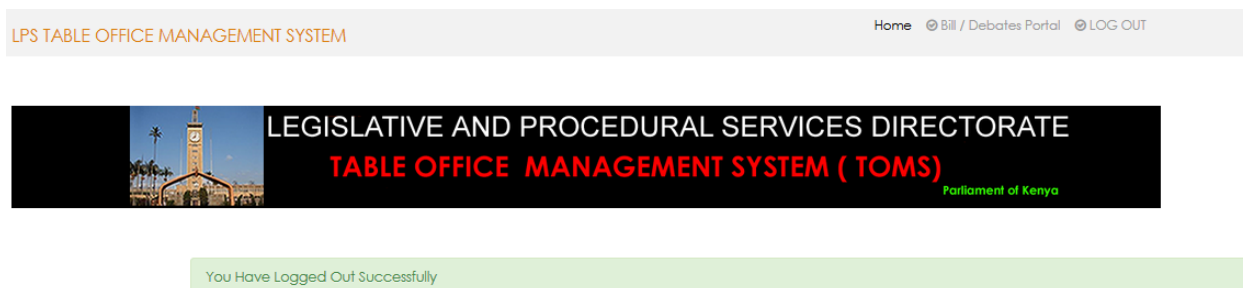 LPS TABLE OFFICE MANAGEMENT SYSTEM
Home Bill / Debates Portal LOG OUT
LEGISLATIVE AND PROCEDURAL SERVICES DIRECTORATE
TABLE OFFICE MANAGEMENT SYSTEM ( TOMS)
Parliament of Kenya
You Have Logged Out Successfully